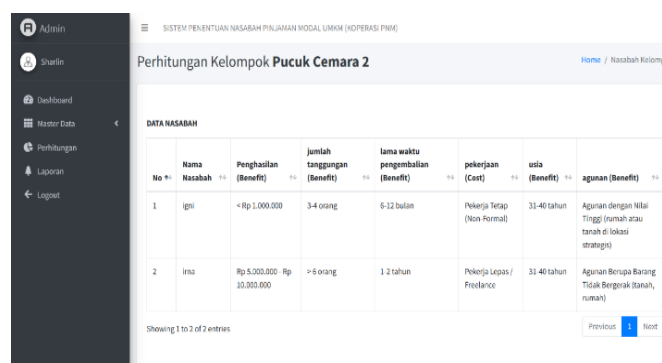 Admin
SISTEM PENENTUAN NASABAH PINJAMAN MODAL UMKM (KOPERASI PNM)
Sharlin
Perhitungan Kelompok Pucuk Cemara 2
Home / Nasabah Kelomp
Dashboard
Master Data
Perhitungan
Laporan
Logout
DATA NASABAH
No
Nama
Nasabah
Penghasilan
(Benefit)
jumlah
tanggungan
(Benefit)
lama waktu
pengembalian
(Benefit)
pekerjaan
(Cost)
usia
(Benefit)
agunan (Benefit)
1
igni
< Rp 1.000.000
3-4 orang
6-12 bulan
Pekerja Tetap
(Non-Formal)
31-40 tahun
Agunan dengan Nilai
Tinggi (rumah atau
tanah di lokasi
strategis)
2
irna
Rp 5.000.000 - Rp
10.000.000
> 6 orang
1-2 tahun
Pekerja Lepas /
Freelance
31-40 tahun
Agunan Berupa Barang
Tidak Bergerak (tanah,
rumah)
Showing 1 to 2 of 2 entries
Previous 1 Next